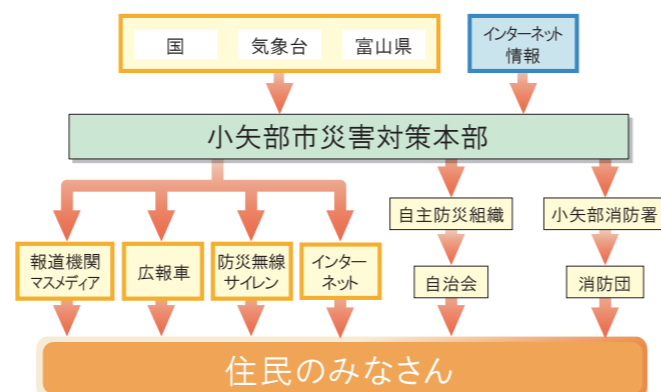 国 気象台 富山県
インターネット
情報
小矢部市災害対策本部
自主防災組織
小矢部消防署
報道機関
マスメディア
広報車
防災無線
サイレン
インター
ネット
自治会
消防団
住民のみなさん